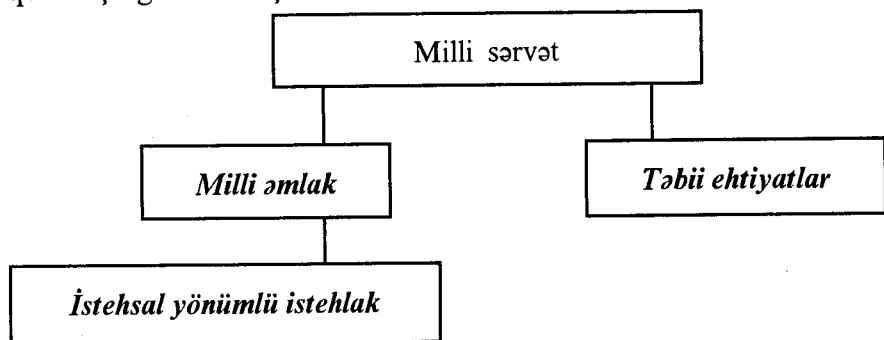 Milli sərvət
Milli əmlak
Təbii ehtiyatlar
İstehsal yönümlü istehlak